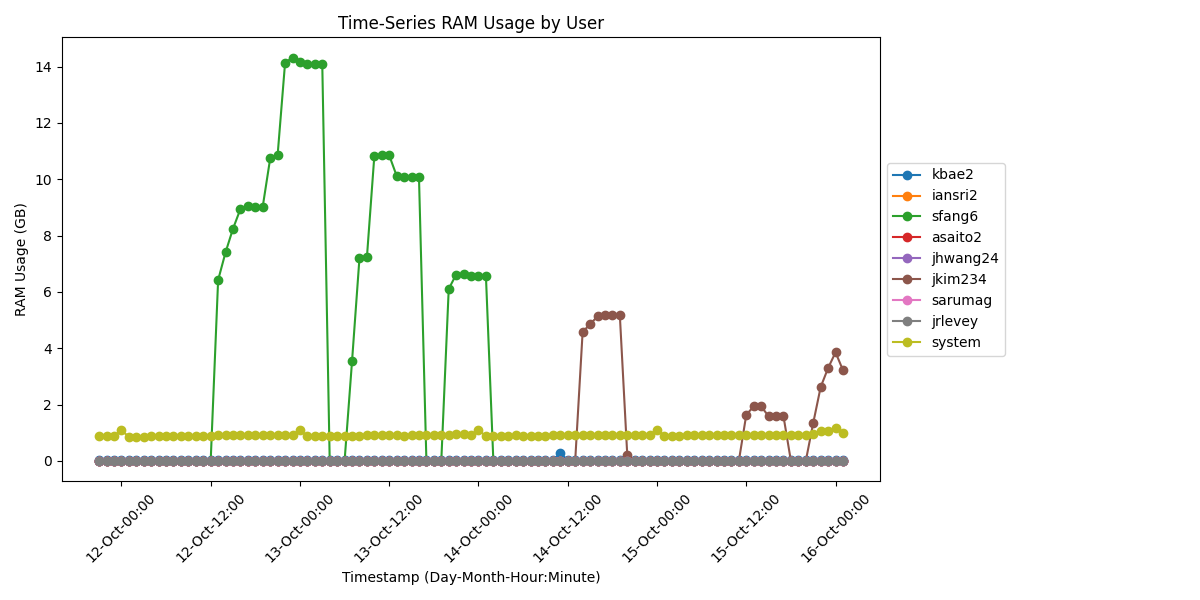 Time-Series RAM Usage by User
RAM Usage (GB)
14
12
10
8
6
4
2
0
12-Oct-00:00
12-Oct-12:00
13-Oct-00:00
13-Oct-12:00
14-Oct-00:00
14-Oct-12:00
15-Oct-00:00
15-Oct-12:00
16-Oct-00:00
Timestamp (Day-Month-Hour:Minute)
kbae2
iansri2
sfang6
asaito2
jhwang24
jkim234
sarumag
jrlevey
system